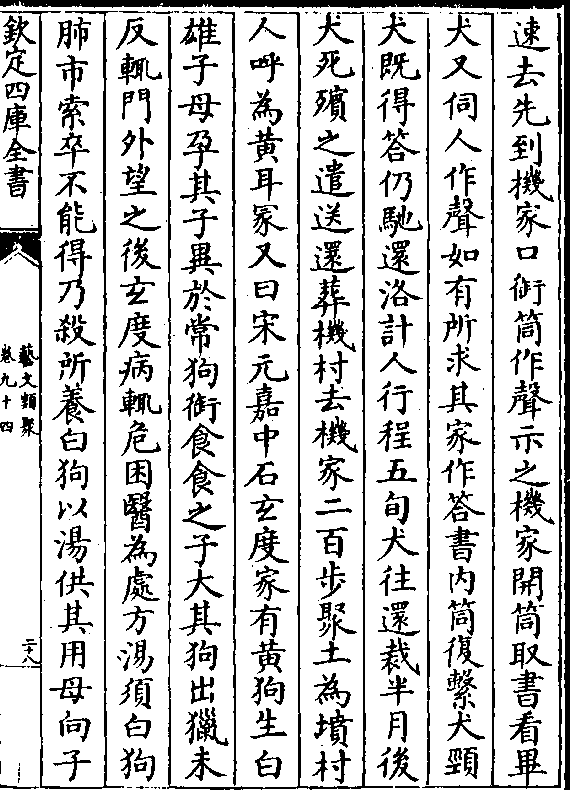 速去先到機家口銜筒作聲示之機家開筒取書看畢
犬又伺人作聲如有所求其家作答書内筒復繫犬頸
犬既得答仍馳還洛計人行程五旬犬往還裁半月後
犬死殯之遣送還葬機村去機家二百步聚土為墳村
人呼為黄耳冢又曰宋元嘉中石玄度家有黄狗生白
雄子母孕其子異於常狗銜食食之子大其狗出獵未
反輒門外望之後玄度病輒危困醫為處方湯須白狗
肺市索卒不能得乃殺所養白狗以湯供其用母向子
欽定四庫全書
藝文類聚
卷九十四
二八